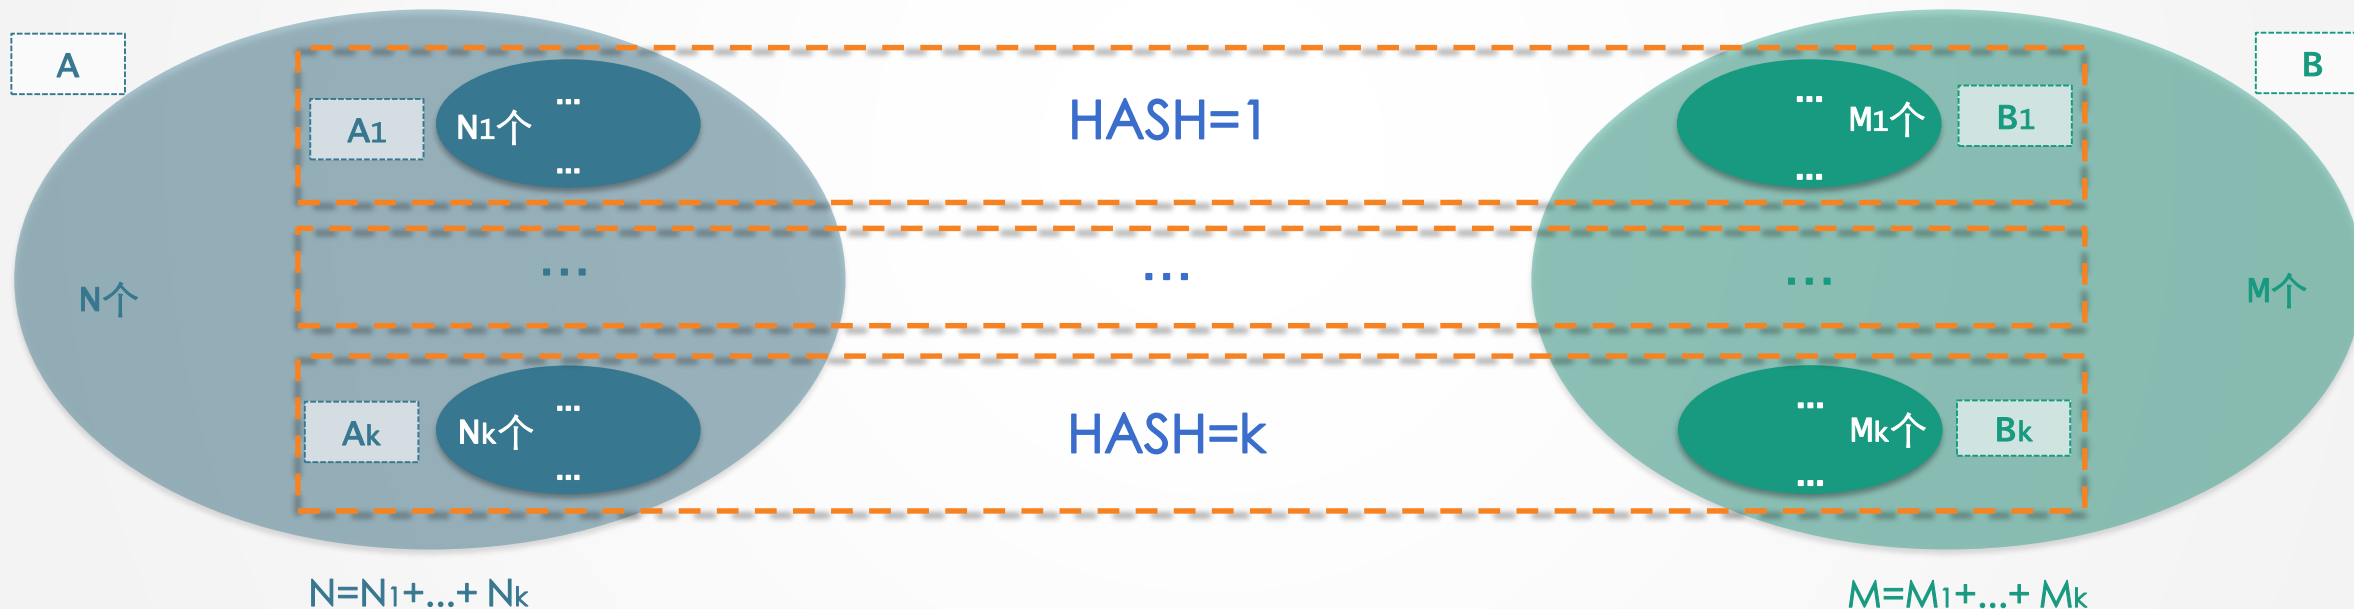 A
B
...
A1
N1个
...
HASH=1
...
M1个
B1
...
...
...
...
N个
M个
...
Ak
Nk个
...
HASH=k
...
Mk个
Bk
...
N=N1+...+ Nk
M=M1+...+ Mk